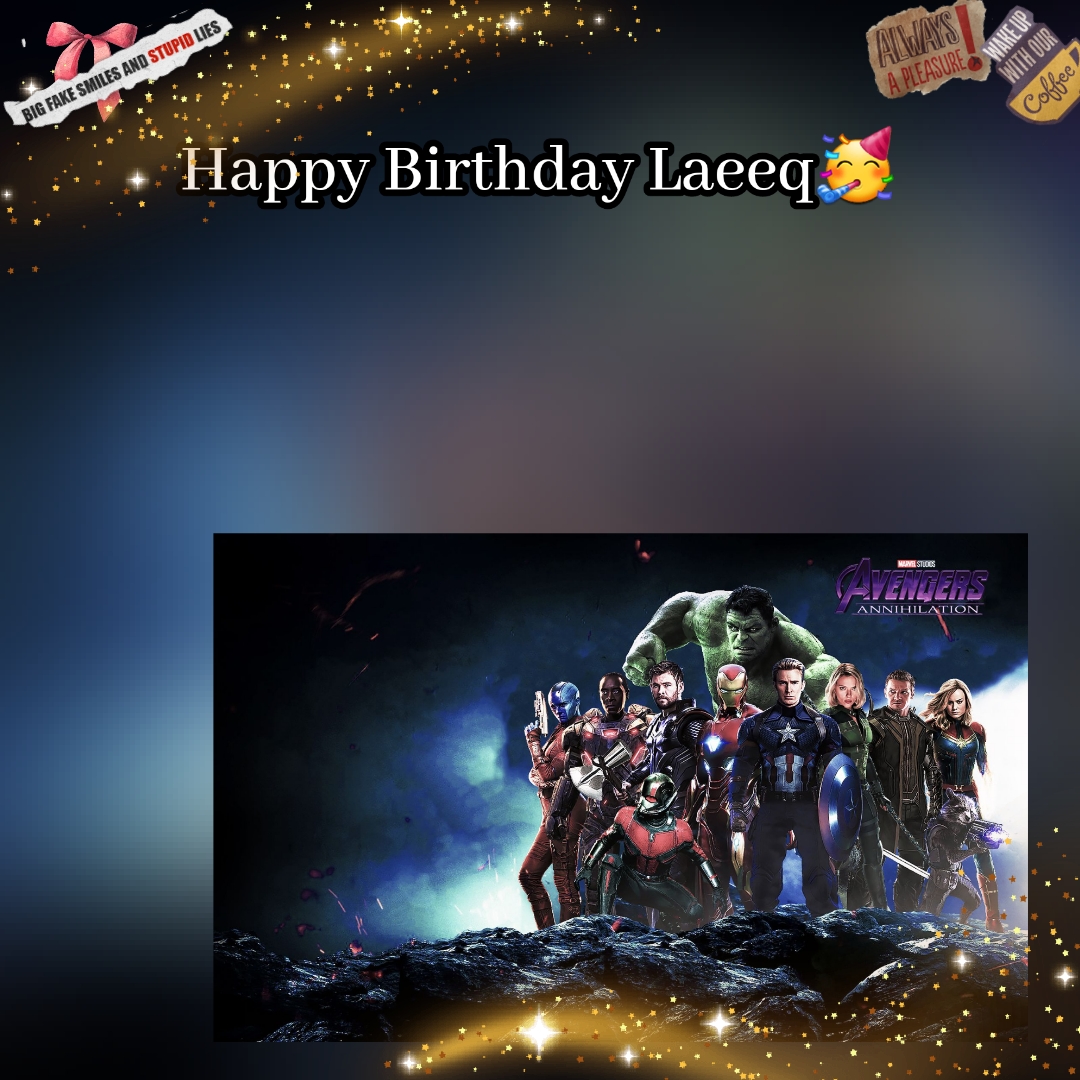 BIG FAKE SMILES AND STUPID LIES
ALWAYS!
A PLEASURE
WAKE UP
WITH OUR
Coffee
Happy Birthday Laeeq🥳
MARVEL STUDIOS
AVENGERS
ANNIHILATION